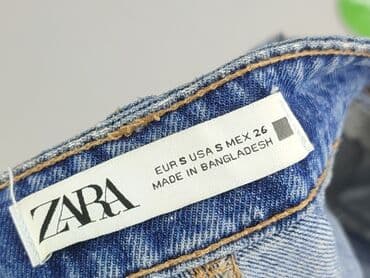 ZARA
EUR S USA S MEX 26
MADE IN BANGLADESH